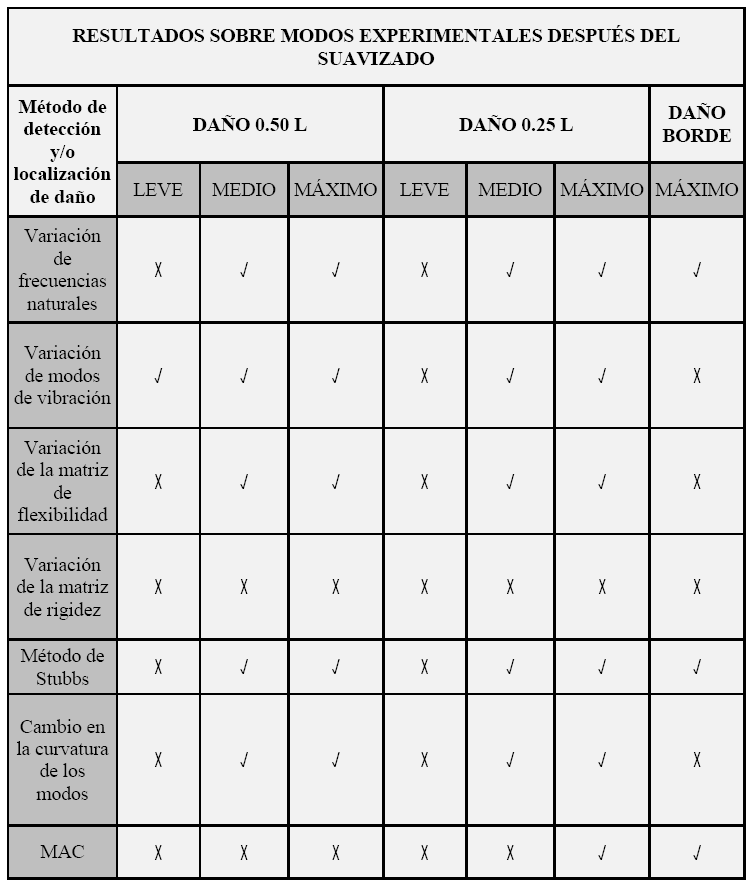 RESULTADOS SOBRE MODOS EXPERIMENTALES DESPUÉS DEL
SUAVIZADO
Método de
detección
y/o
localización
de daño
DAÑO 0.50 L
DAÑO 0.25 L
DAÑO
BORDE
LEVE MEDIO MÁXIMO LEVE MEDIO MÁXIMO MÁXIMO
Variación
de
frecuencias
naturales
X √ √ X √ √ √
Variación
de modos
de vibración
√ √ √ X √ √ X
Variación
de la matriz
de
flexibilidad
X √ √ X √ √ X
Variación
de la matriz
de rigidez
X X X X X X X
Método de
Stubbs
X √ √ X √ √ √
Cambio en
la curvatura
de los
modos
X √ √ X √ √ X
MAC X X X X X √ √